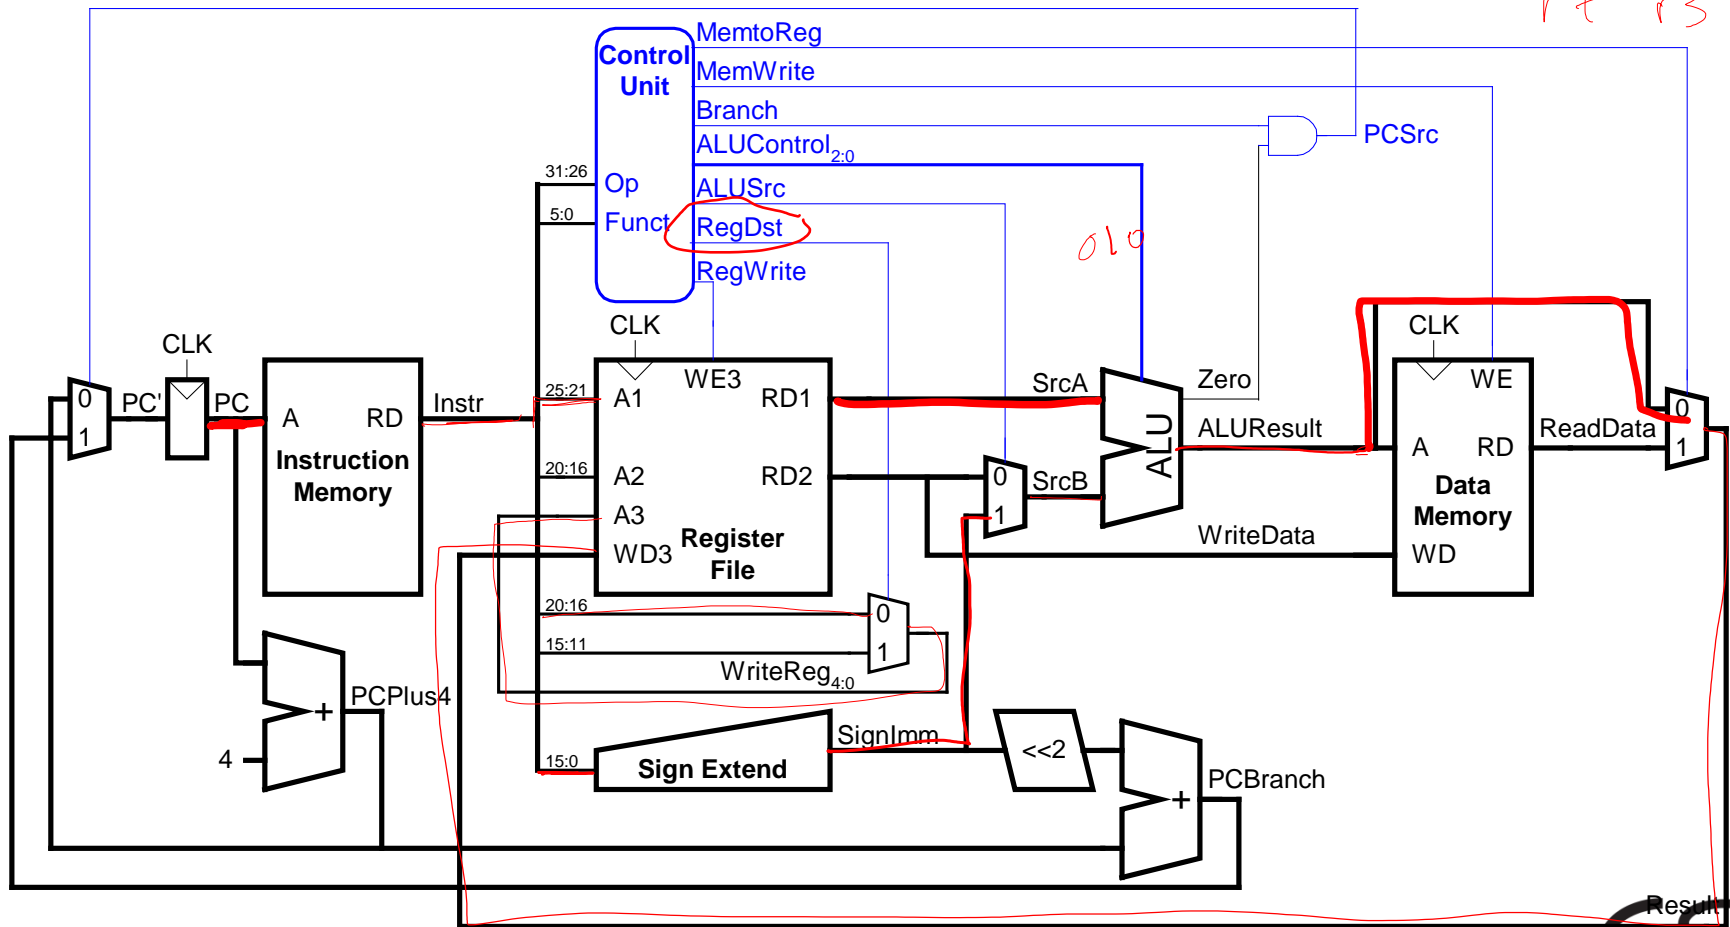 rt rs
MemtoReg
Control
Unit
MemWrite
Branch
PCSrc
ALUControl2:0
31:26
Op
ALUSrc
5:0
Funct
RegDst
010
RegWrite
CLK
CLK
CLK
WE3
WE
0
PC'
PC
A
RD
Instr
25:21
A1
RD1
SrcA
Zero
0
1
ALU
ALUResult
A
RD
ReadData
1
Instruction
Memory
20:16
A2
RD2
0
SrcB
Data
Memory
A3
1
Register
File
WriteData
WD3
WD
20:16
0
15:11
1
WriteReg4:0
PCPlus4
+
SignImm
<<2
4
15:0
Sign Extend
PCBranch
+
Result